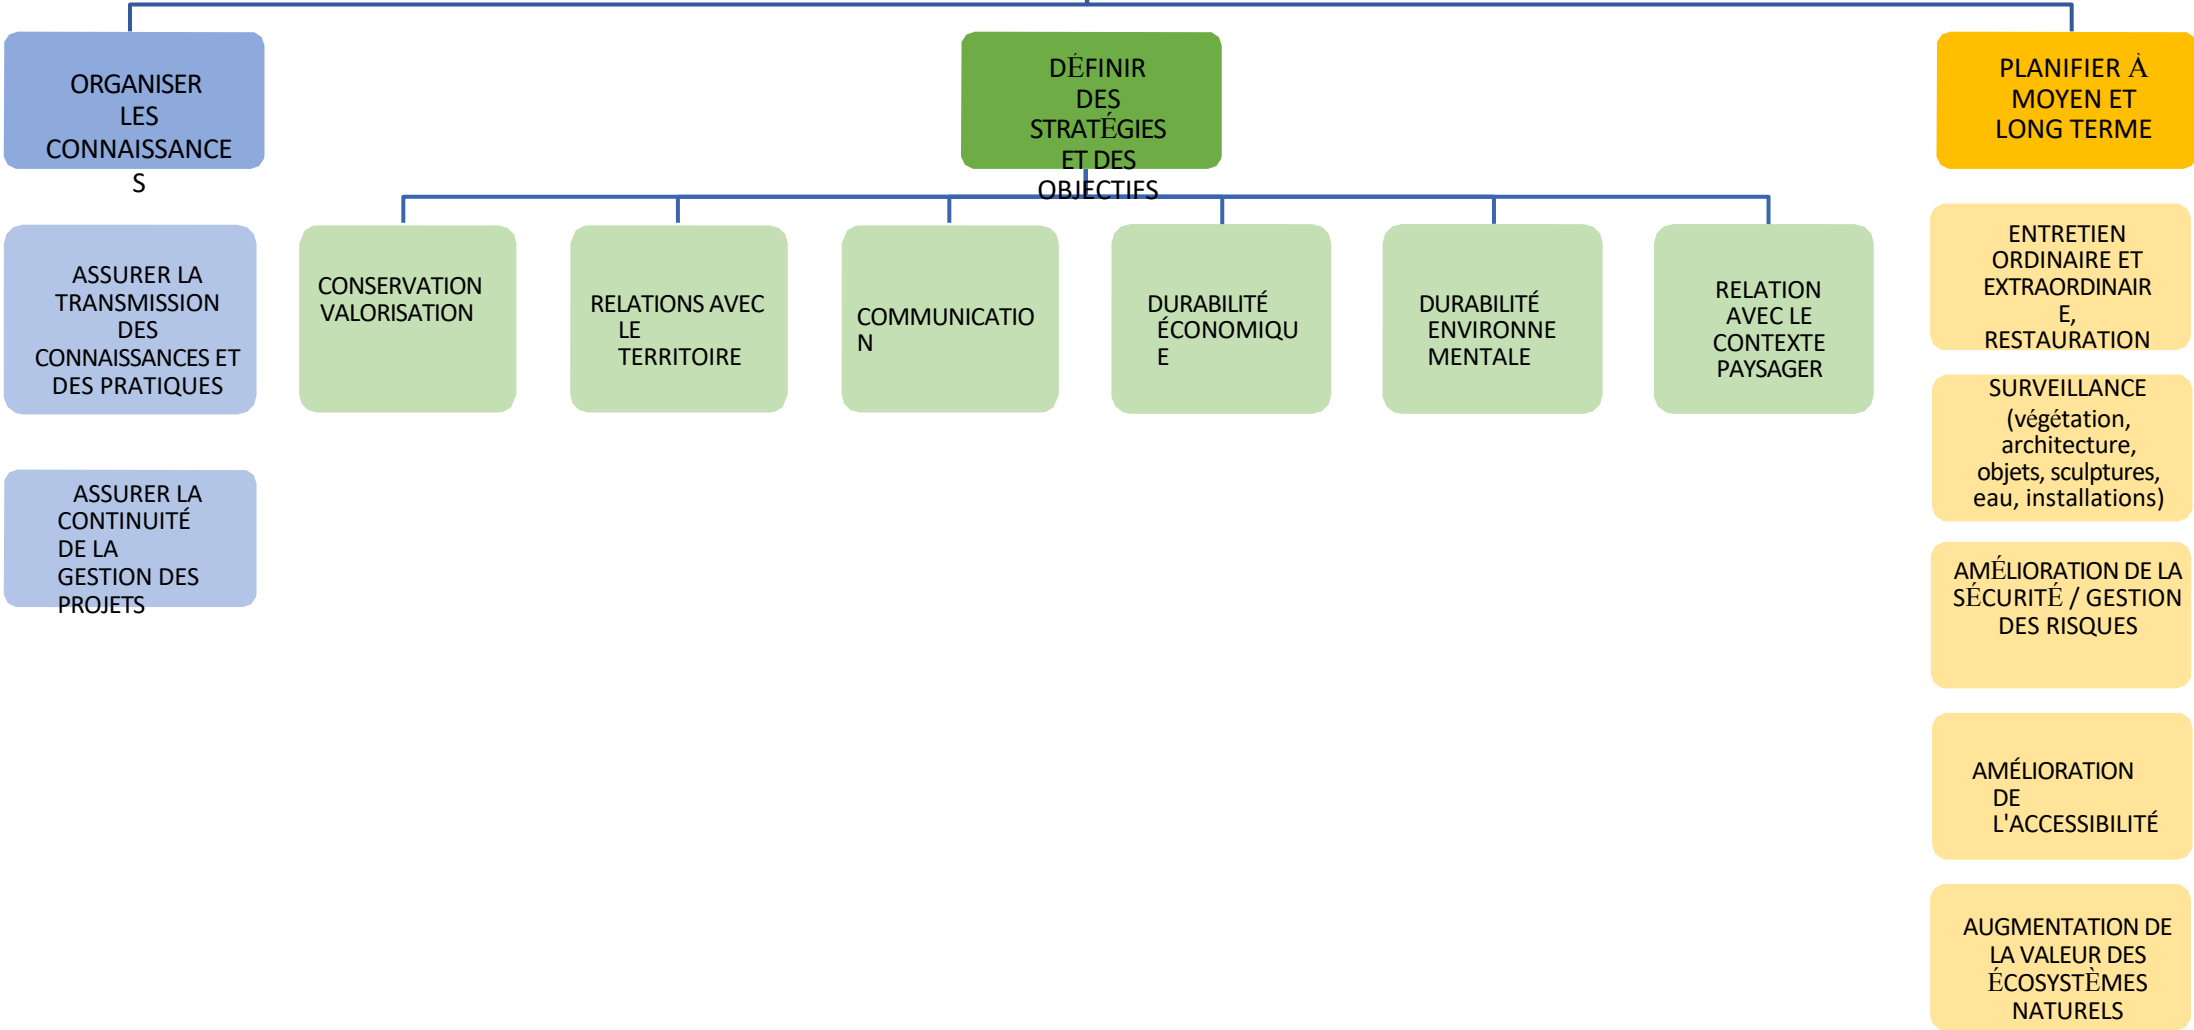 ORGANISER
LES
CONNAISSANCE
S
DÉFINIR
DES
STRATÉGIES
ET DES
OBJECTIFS
PLANIFIER À
MOYEN ET
LONG TERME
ASSURER LA
TRANSMISSION
DES
CONNAISSANCES ET
DES PRATIQUES
ASSURER LA
CONTINUITÉ
DE LA
GESTION DES
PROJETS
CONSERVATION
VALORISATION
RELATIONS AVEC
LE
TERRITOIRE
COMMUNICATIO
N
DURABILITÉ
ÉCONOMIQU
E
DURABILITÉ
ENVIRONNE
MENTALE
RELATION
AVEC LE
CONTEXTE
PAYSAGER
ENTRETIEN
ORDINAIRE ET
EXTRAORDINAIR
E,
RESTAURATION
SURVEILLANCE
(végétation,
architecture,
objets, sculptures,
eau, installations)
AMÉLIORATION DE LA
SÉCURITÉ / GESTION
DES RISQUES
AMÉLIORATION
DE
L'ACCESSIBILITÉ
AUGMENTATION DE
LA VALEUR DES
ÉCOSYSTÈMES
NATURELS